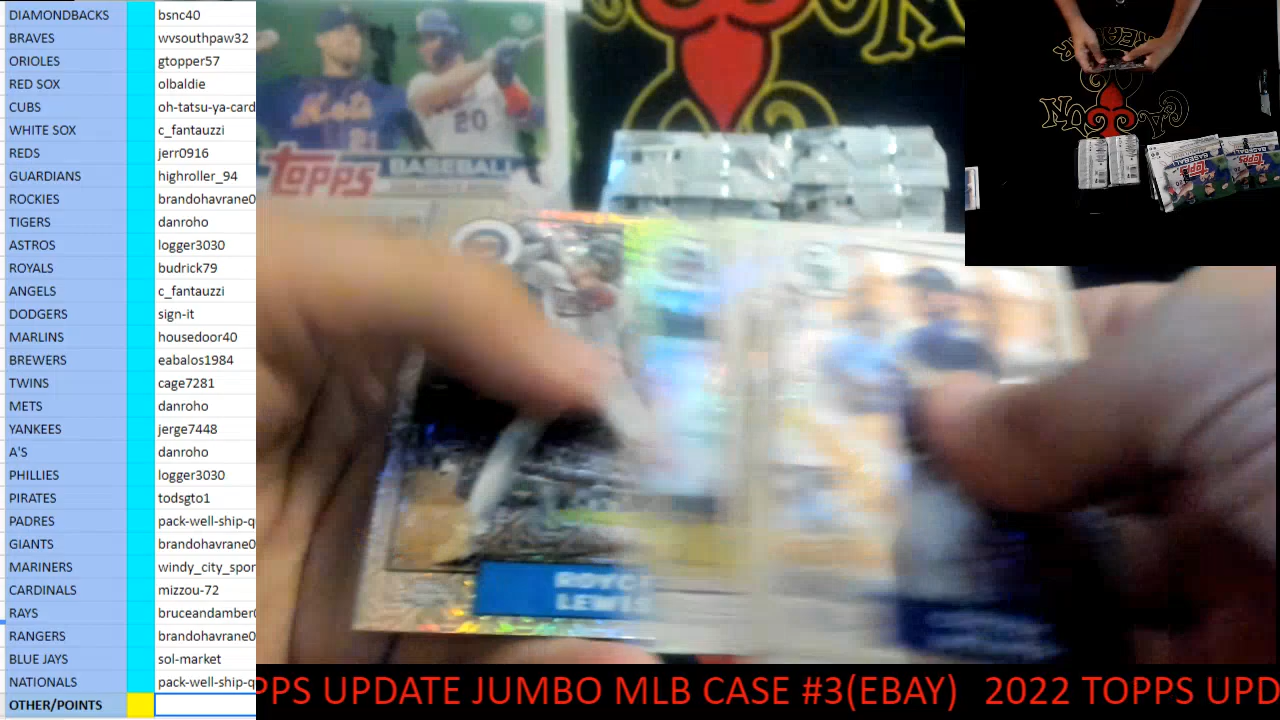 DIAMONDBACKS bsnc40
BRAVES wvsouthpaw32
ORIOLES gtopper57
RED SOX olbaldie
CUBS oh-tatsu-ya-card
WHITE SOX c_fantauzzi
REDS jerr0916
GUARDIANS highroller_94
ROCKIES brandohavrane0
TIGERS danroho
ASTROS logger3030
ROYALS budrick79
ANGELS c_fantauzzi
DODGERS sign-it
MARLINS housedoor40
BREWERS eabalos1984
TWINS cage7281
METS danroho
YANKEES jerge7448
A'S danroho
PHILLIES logger3030
PIRATES todsgto1
PADRES pack-well-ship-q
GIANTS brandohavrane0
MARINERS windy_city_spor
CARDINALS mizzou-72
RAYS bruceandamber
RANGERS brandohavrane0
BLUE JAYS sol-market
NATIONALS pack-well-ship-q
OTHER/POINTS
Mets
20
Topps BASEBALL
ROYCE
LEWIS
PPS UPDATE JUMBO MLB CASE #3(EBAY) 2022 TOPPS UPD